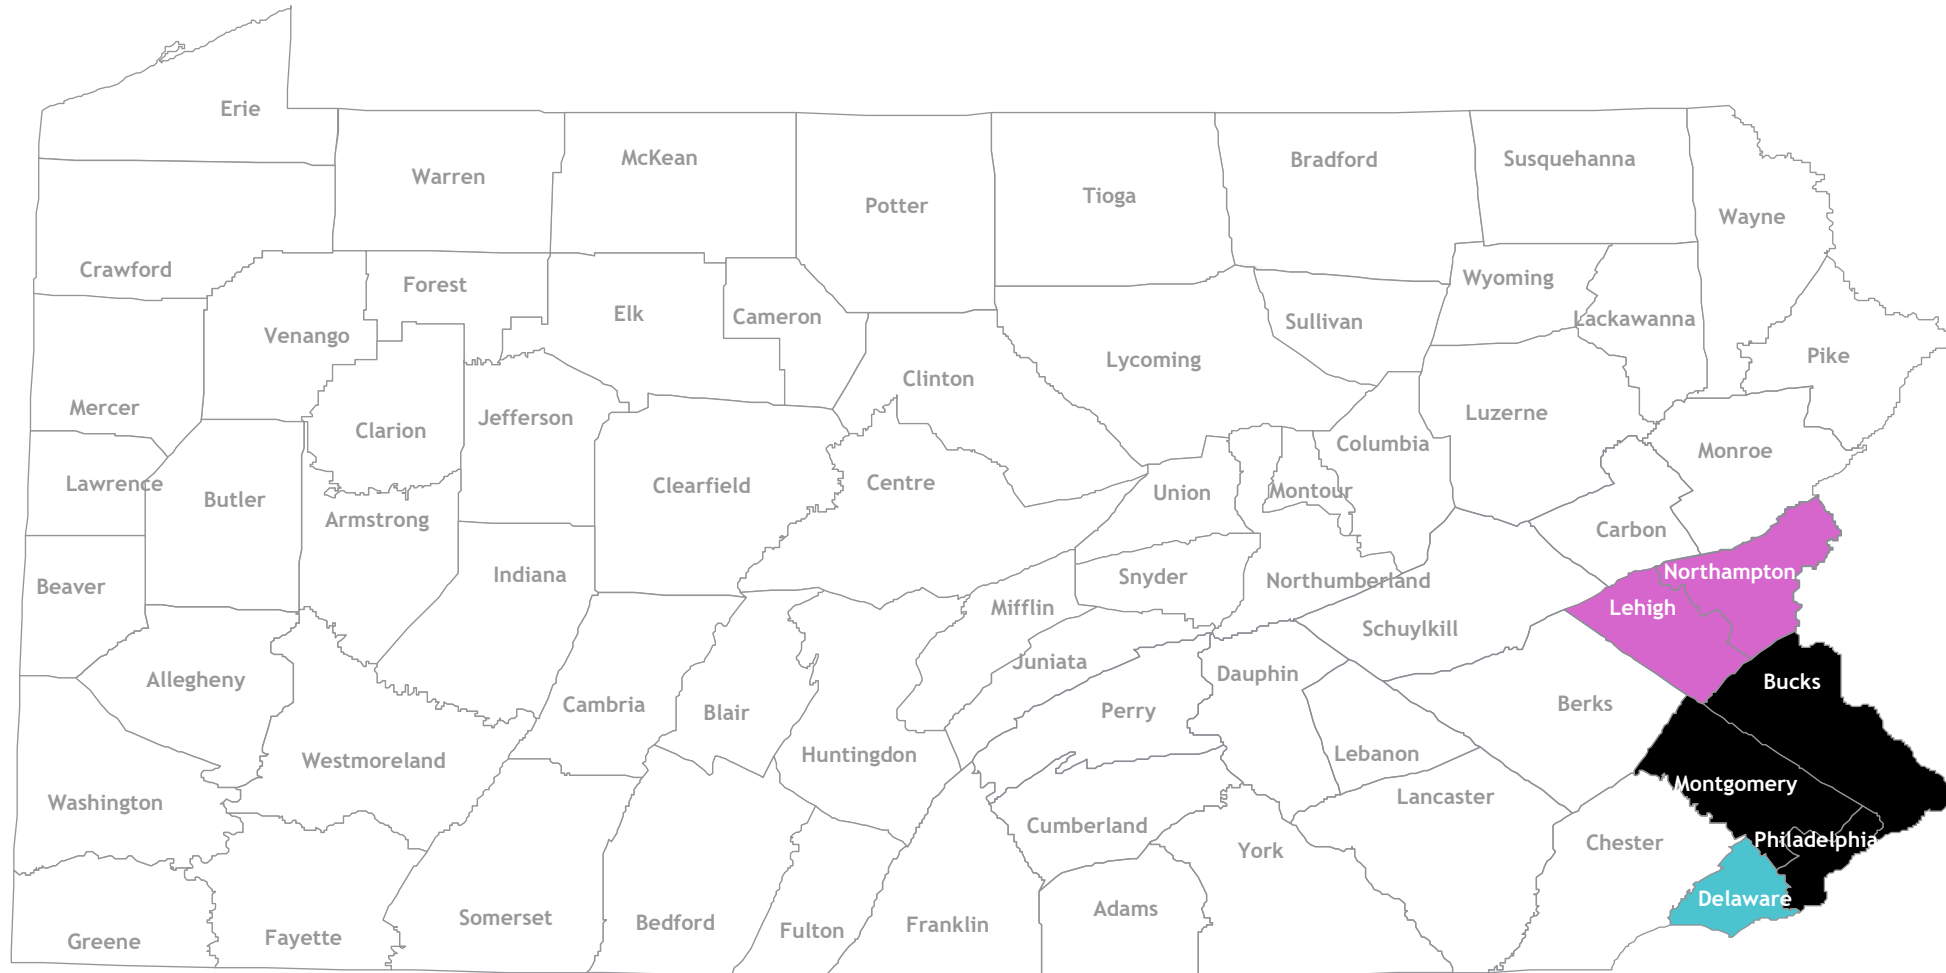 Erie
McKean
Bradford
Susquehanna
Warren
Tioga
Potter
Wayne
Crawford
Wyoming
Forest
Elk
Cameron
Lackawanna
Sullivan
Venango
Pike
Lycoming
Clinton
Mercer
Luzerne
Jefferson
Clarion
Columbia
Monroe
Lawrence
Centre
Clearfield
Montour
Union
Butler
Armstrong
Carbon
Northampton
Indiana
Snyder
Northumberland
Beaver
Mifflin
Lehigh
Schuylkill
Juniata
Dauphin
Allegheny
Bucks
Cambria
Berks
Perry
Blair
Lebanon
Huntingdon
Westmoreland
Montgomery
Lancaster
Washington
Cumberland
Philadelphia
Chester
York
Delaware
Adams
Somerset
Bedford
Franklin
Fulton
Fayette
Greene